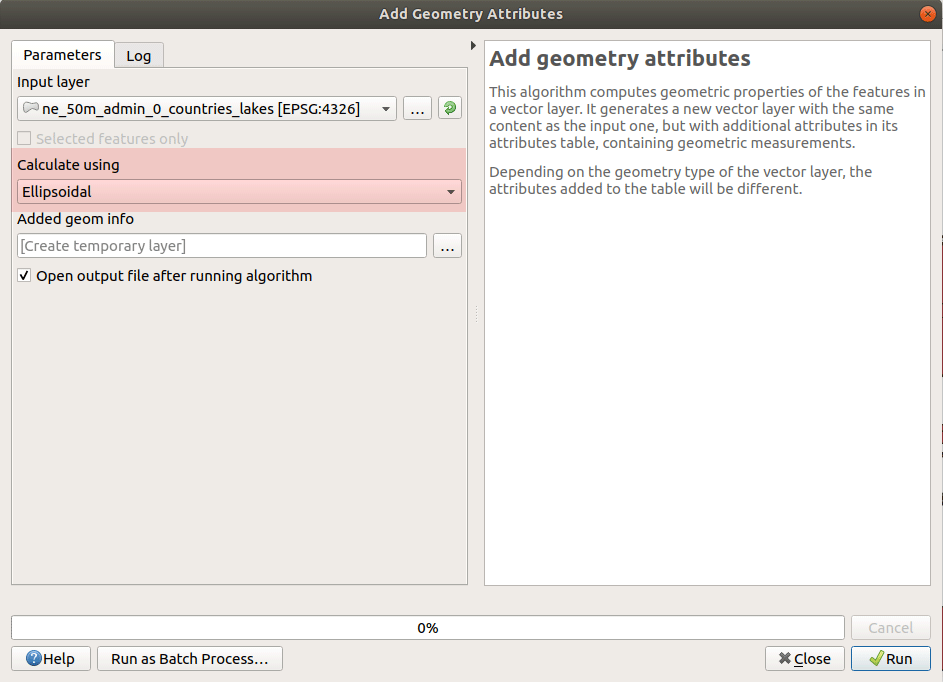 Add Geometry Attributes
Parameters
Log
Input layer
ne_50m_admin_0_countries_lakes [EPSG:4326]
...
Selected features only
Calculate using
Ellipsoidal
Added geom info
[Create temporary layer]
...
Open output file after running algorithm
Add geometry attributes
This algorithm computes geometric properties of the features in
a vector layer. It generates a new vector layer with the same
content as the input one, but with additional attributes in its
attributes table, containing geometric measurements.
Depending on the geometry type of the vector layer, the
attributes added to the table will be different.
0%
Cancel
Help
Run as Batch Process...
Close
Run